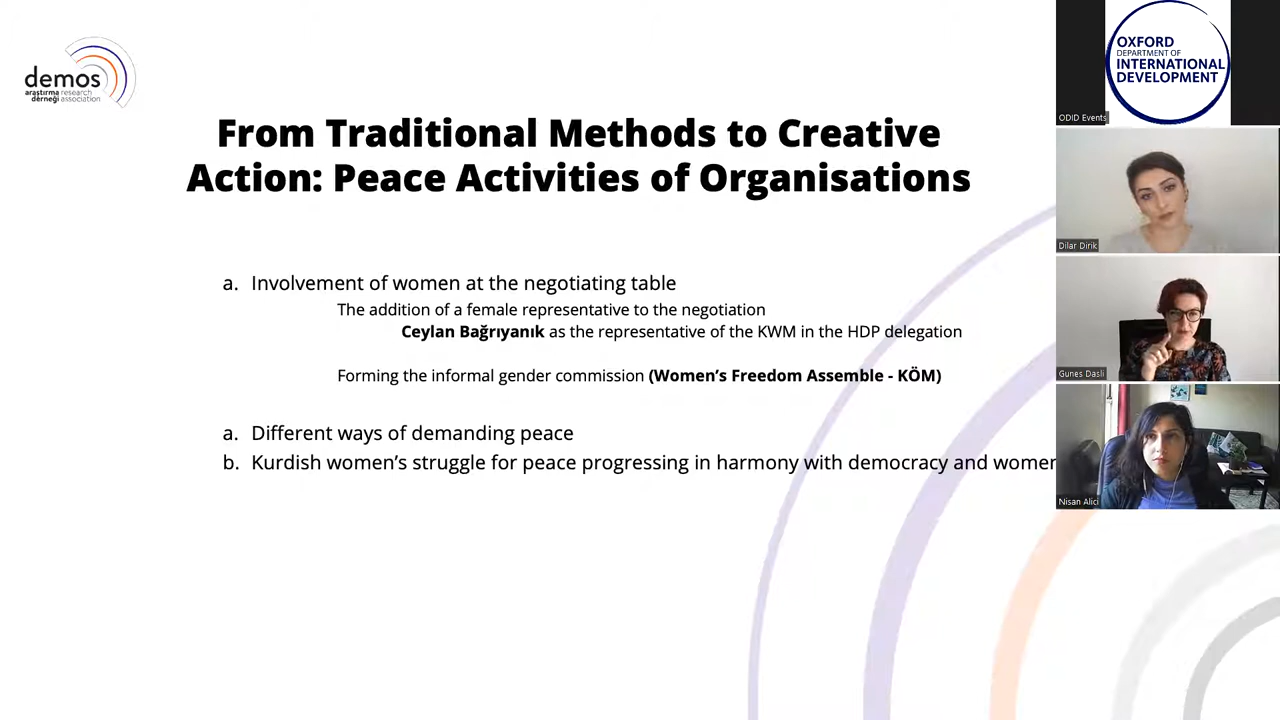 demos
araştırma research
derneği association
From Traditional Methods to Creative
Action: Peace Activities of Organisations
a. Involvement of women at the negotiating table
The addition of a female representative to the negotiation
Ceylan Bağrıyanık as the representative of the KWM in the HDP delegation
Forming the informal gender commission (Women's Freedom Assemble - KÖM)
a. Different ways of demanding peace
b. Kurdish women's struggle for peace progressing in harmony with democracy and women
OXFORD
DEPARTMENT OF
INTERNATIONAL
DEVELOPMENT
ODID Events
Dilar Dirik
Gunes Dasli
Nisan Alici